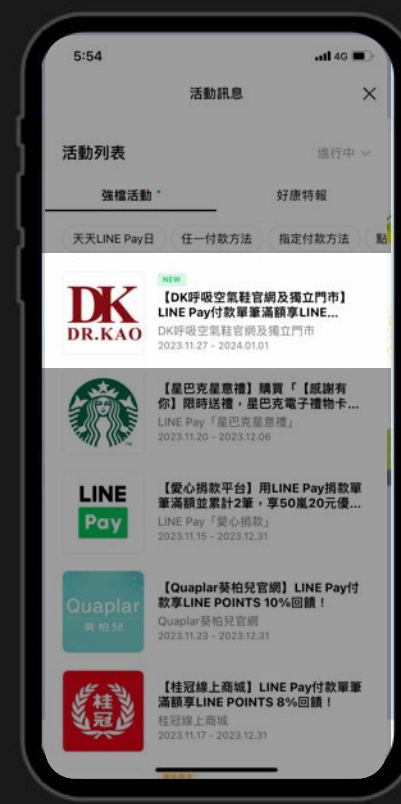 5:54
4G
活動訊息
活動列表
進行中
強檔活動
好康特報
天天LINE Pay日
任一付款方法
指定付款方法
點
NEW
【DK呼吸空氣鞋官網及獨立門市】
LINE Pay付款單筆滿額享LINE...
DK呼吸空氣鞋官網及獨立門市
2023.11.27 - 2024.01.01
DK
DR.KAO
【星巴克星意禮】購買「【感謝有
你】限時送禮，星巴克電子禮物卡...
LINE Pay「星巴克星意禮」
2023.11.20 - 2023.12.06
LINE
Pay
【愛心捐款平台】用LINE Pay捐款單
筆滿額並累計2筆，享50嵐20元優...
LINE Pay「愛心捐款」
2023.11.15 - 2023.12.31
Quaplar
葵柏兒
【Quaplar葵柏兒官網】LINE Pay付
款享LINE POINTS 10%回饋！
Quaplar葵柏兒官網
2023.11.23 - 2023.12.31
桂冠
【桂冠線上商城】LINE Pay付款單筆
滿額享LINE POINTS 8%回饋！
桂冠線上商城
2023.11.17 - 2023.12.31